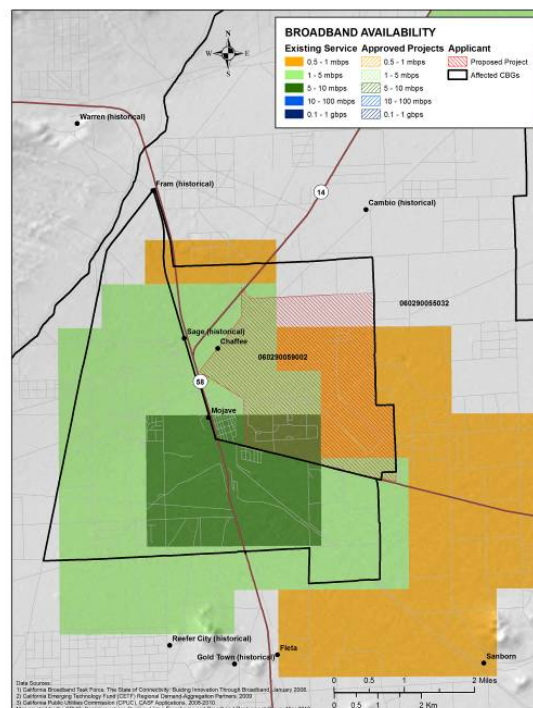 BROADBAND AVAILABILITY
Existing Service Approved Projects Applicant
0.5 - 1 mbps 0.5 - 1 mbps Proposed Project
1 - 5 mbps 1 - 5 mbps Affected CBGs
5 - 10 mbps 5 - 10 mbps
10 - 100 mbps 10 - 100 mbps
0.1 - 1 gbps 0.1 - 1 gbps
N
W E
S
Warren (historical)
Fram (historical)
14
Cambio (historical)
060290055032
Sage (historical)
Chaffee
060290059002
58
Mojave
Reefer City (historical)
Fleta
Gold Town (historical)
Sanborn
0 0.5 1 2 Miles
0 0.5 1 2 Km
Data Sources:
1) California Broadband Task Force. The State of Connectivity: Building Innovation Through Broadband, January 2008.
2) California Emerging Technology Fund (CETF) Regional Demand-Aggregation Partners, 2009
3) California Public Utilities Commission (CPUC), CASF Applications, 2008-2010.